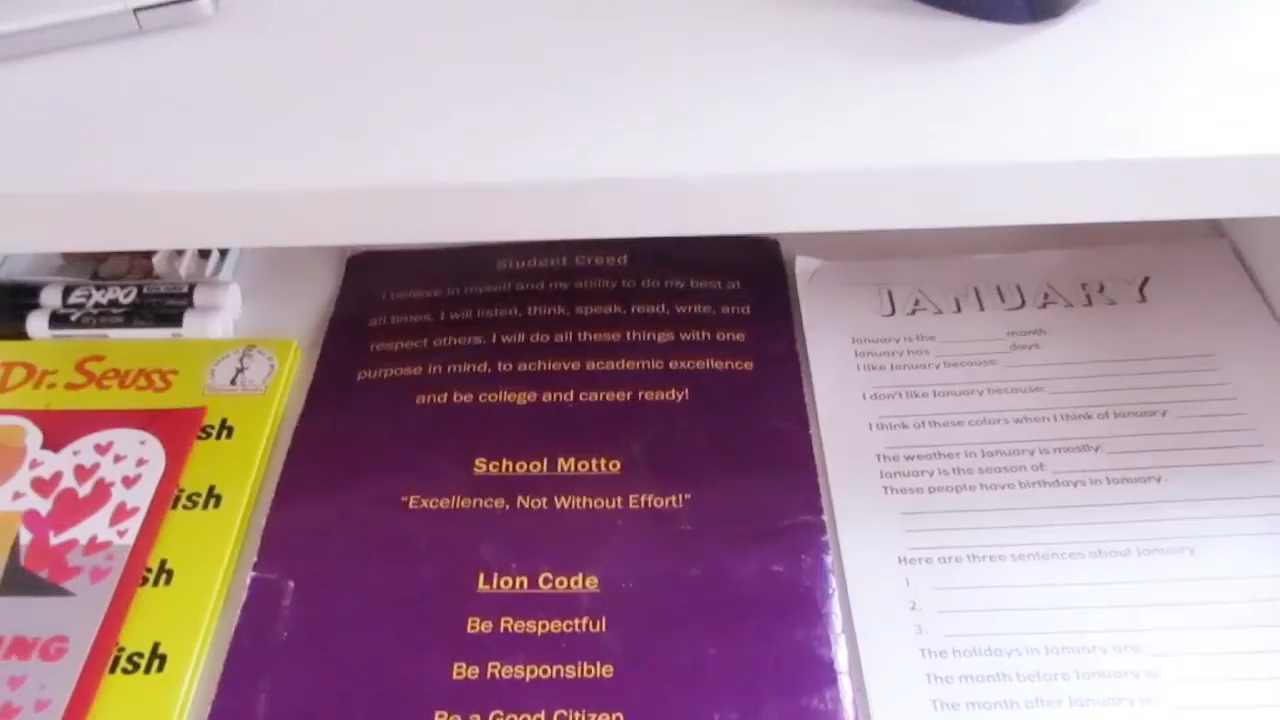 EXPO
Dr. Seuss
sh
ish
sh
ish
NG
Student Creed
I believe in myself and my ability to do my best at
all times. I will listen, think, speak, read, write, and
respect others. I will do all these things with one
purpose in mind, to achieve academic excellence
and be college and career ready!
School Motto
"Excellence, Not Without Effort!"
Lion Code
Be Respectful
Be Responsible
Be a Good Citizen
JANUARY
January is the ________ month.
January has ________ days.
I like January because:
I don't like January because:
I think of these colors when I think of January:
The weather in January is mostly:
January is the season of:
These people have birthdays in January:
Here are three sentences about January:
1
2.
3.
The holidays in January are:
The month before January is:
The month after January is: